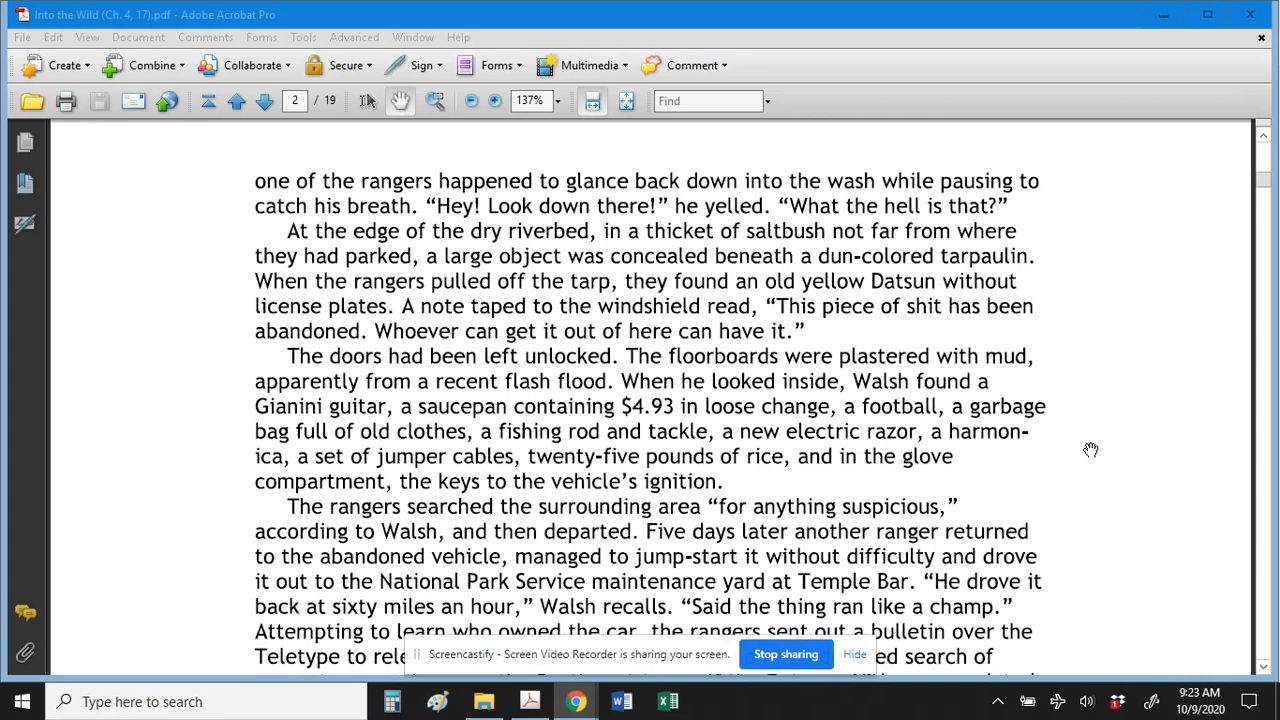 Into the Wild (Ch. 4, 17).pdf - Adobe Acrobat Pro
File Edit View Document Comments Forms Tools Advanced Window Help
Create Combine Collaborate Secure Sign Forms Multimedia Comment
2 / 19 137% Find
one of the rangers happened to glance back down into the wash while pausing to
catch his breath. “Hey! Look down there!” he yelled. “What the hell is that?”
At the edge of the dry riverbed, in a thicket of saltbush not far from where
they had parked, a large object was concealed beneath a dun-colored tarpaulin.
When the rangers pulled off the tarp, they found an old yellow Datsun without
license plates. A note taped to the windshield read, “This piece of shit has been
abandoned. Whoever can get it out of here can have it.”
The doors had been left unlocked. The floorboards were plastered with mud,
apparently from a recent flash flood. When he looked inside, Walsh found a
Gianini guitar, a saucepan containing $4.93 in loose change, a football, a garbage
bag full of old clothes, a fishing rod and tackle, a new electric razor, a harmon-
ica, a set of jumper cables, twenty-five pounds of rice, and in the glove
compartment, the keys to the vehicle’s ignition.
The rangers searched the surrounding area “for anything suspicious,”
according to Walsh, and then departed. Five days later another ranger returned
to the abandoned vehicle, managed to jump-start it without difficulty and drove
it out to the National Park Service maintenance yard at Temple Bar. “He drove it
back at sixty miles an hour,” Walsh recalls. “Said the thing ran like a champ.”
Attempting to learn who owned the car, the rangers sent out a bulletin over the
Teletype to rele ed search of
Screencastify - Screen Video Recorder is sharing your screen. Stop sharing Hide
Type here to search
9:23 AM
10/9/2020